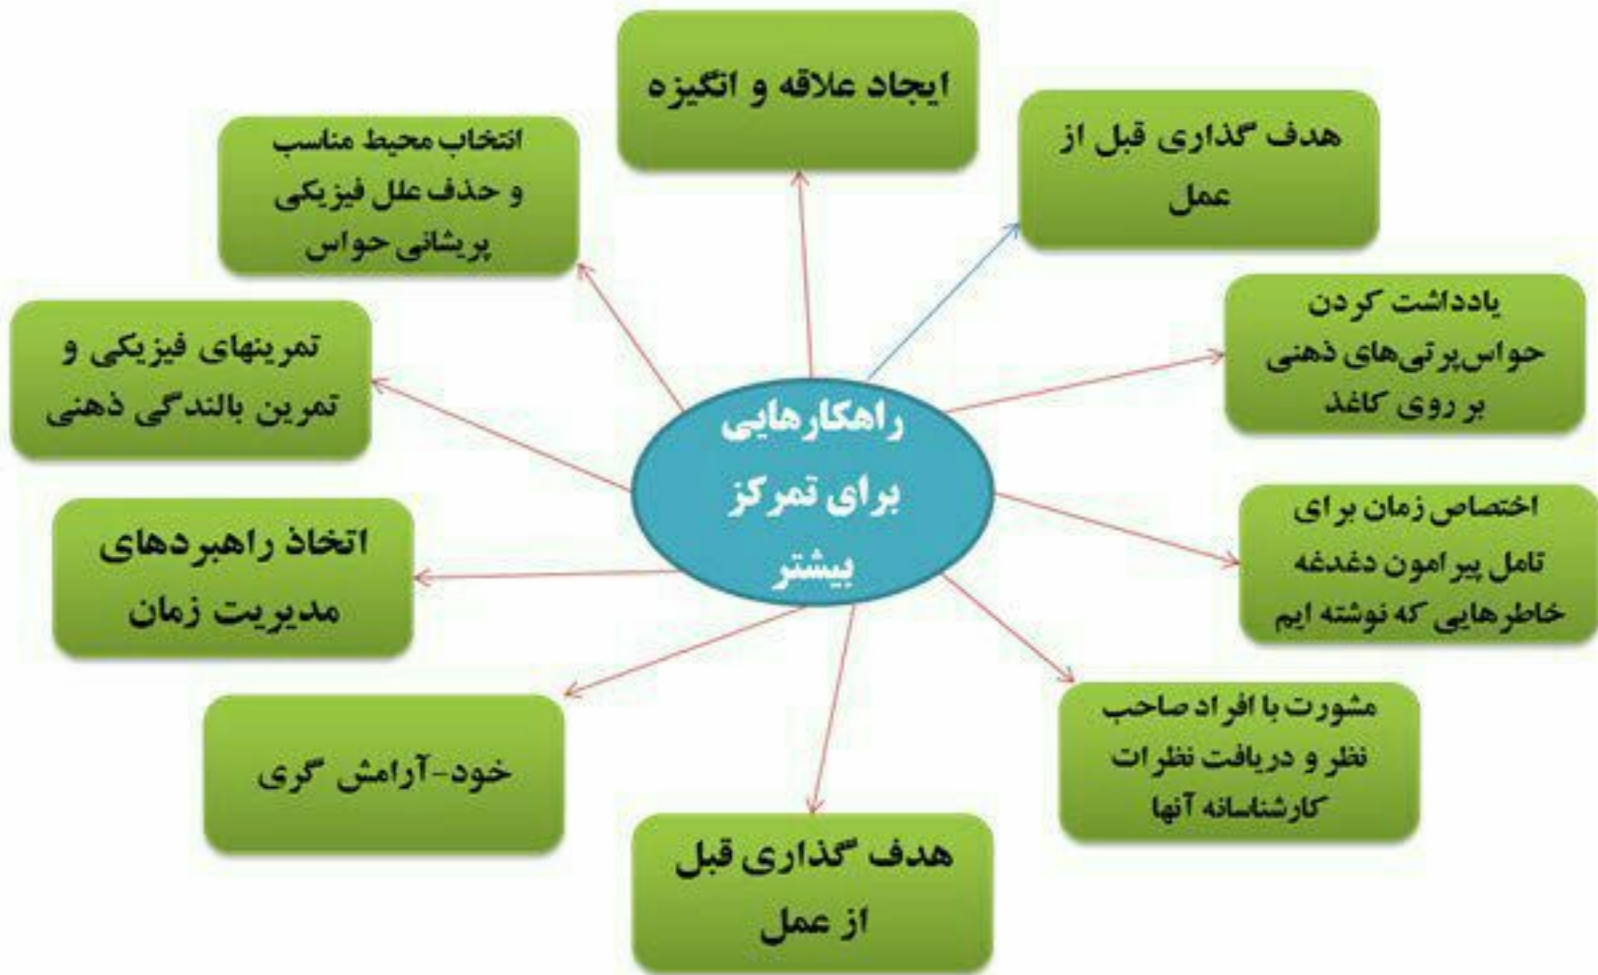 ایجاد علاقه و انگیزه
هدف گذاری قبل از
عمل
یادداشت کردن
حواس‌پرتی‌های ذهنی
بر روی کاغذ
اختصاص زمان برای
تامل پیرامون دغدغه
خاطرهایی که نوشته ایم
مشورت با افراد صاحب
نظر و دریافت نظرات
کارشناسانه آنها
هدف گذاری قبل
از عمل
خود-آرامش گری
اتخاذ راهبردهای
مدیریت زمان
تمرینهای فیزیکی و
تمرین بالندگی ذهنی
انتخاب محیط مناسب
و حذف علل فیزیکی
پریشانی حواس
راهکارهایی
برای تمرکز
بیشتر